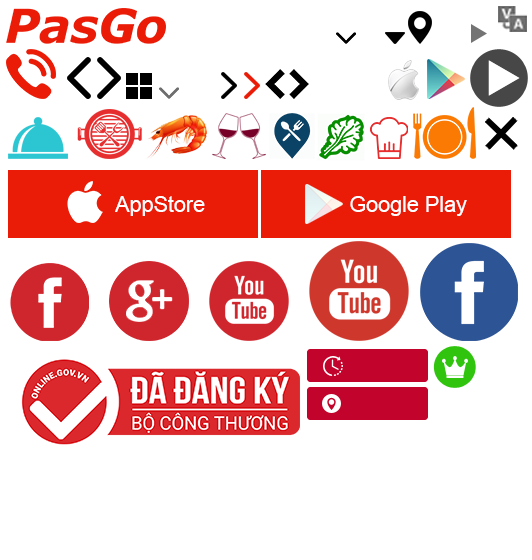 PasGo
V
A
AppStore
Google Play
f
g+
You
Tube
You
Tube
f
ONLINE.GOV.VN
ĐÃ ĐĂNG KÝ
BỘ CÔNG THƯƠNG